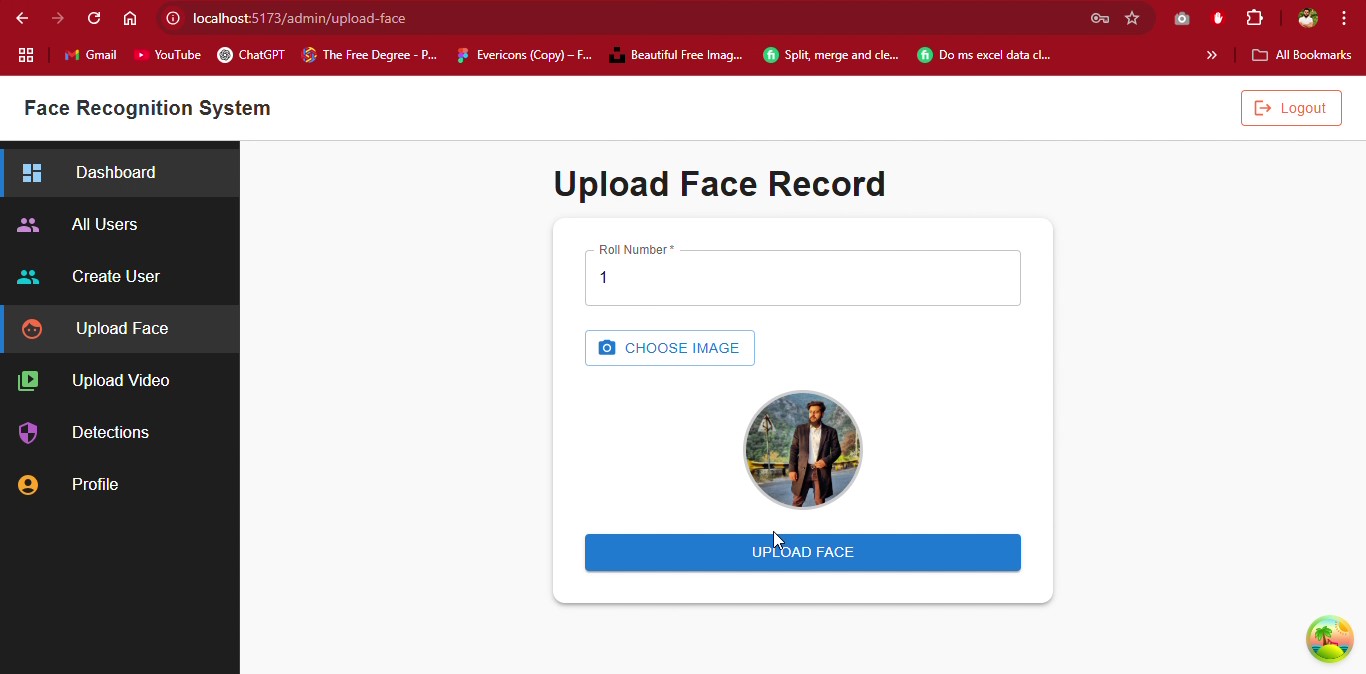 localhost:5173/admin/upload-face
Gmail YouTube ChatGPT The Free Degree - P... Evericons (Copy) – F... Beautiful Free Imag... Split, merge and cle... Do ms excel data cl... » All Bookmarks
Face Recognition System
Logout
Dashboard
All Users
Create User
Upload Face
Upload Video
Detections
Profile
Upload Face Record
Roll Number *
1
CHOOSE IMAGE
UPLOAD FACE